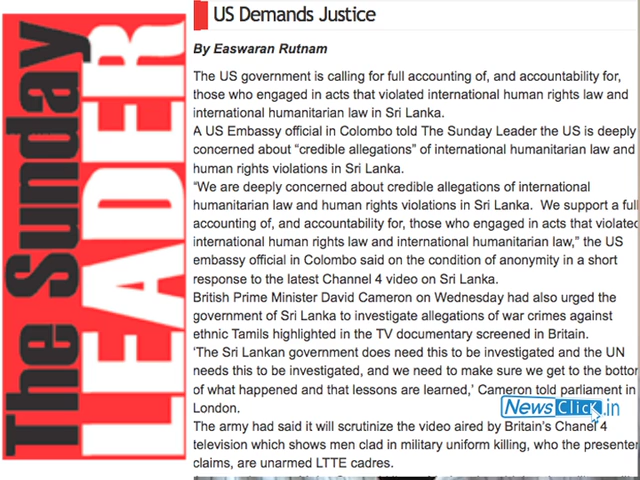 The Sunday
LEADER
US Demands Justice
By Easwaran Rutnam
The US government is calling for full accounting of, and accountability for,
those who engaged in acts that violated international human rights law and
international humanitarian law in Sri Lanka.
A US Embassy official in Colombo told The Sunday Leader the US is deeply
concerned about “credible allegations” of international humanitarian law and
human rights violations in Sri Lanka.
“We are deeply concerned about credible allegations of international
humanitarian law and human rights violations in Sri Lanka. We support a full
accounting of, and accountability for, those who engaged in acts that violated
international human rights law and international humanitarian law,” the US
embassy official in Colombo said on the condition of anonymity in a short
response to the latest Channel 4 video on Sri Lanka.
British Prime Minister David Cameron on Wednesday had also urged the
government of Sri Lanka to investigate allegations of war crimes against
ethnic Tamils highlighted in the TV documentary screened in Britain.
‘The Sri Lankan government does need this to be investigated and the UN
needs this to be investigated, and we need to make sure we get to the bottom
of what happened and that lessons are learned,’ Cameron told parliament in
London.
NewsClick.in
The army had said it will scrutinize the video aired by Britain’s Chanel 4
television which shows men clad in military uniform killing, who the presenter
claims, are unarmed LTTE cadres.